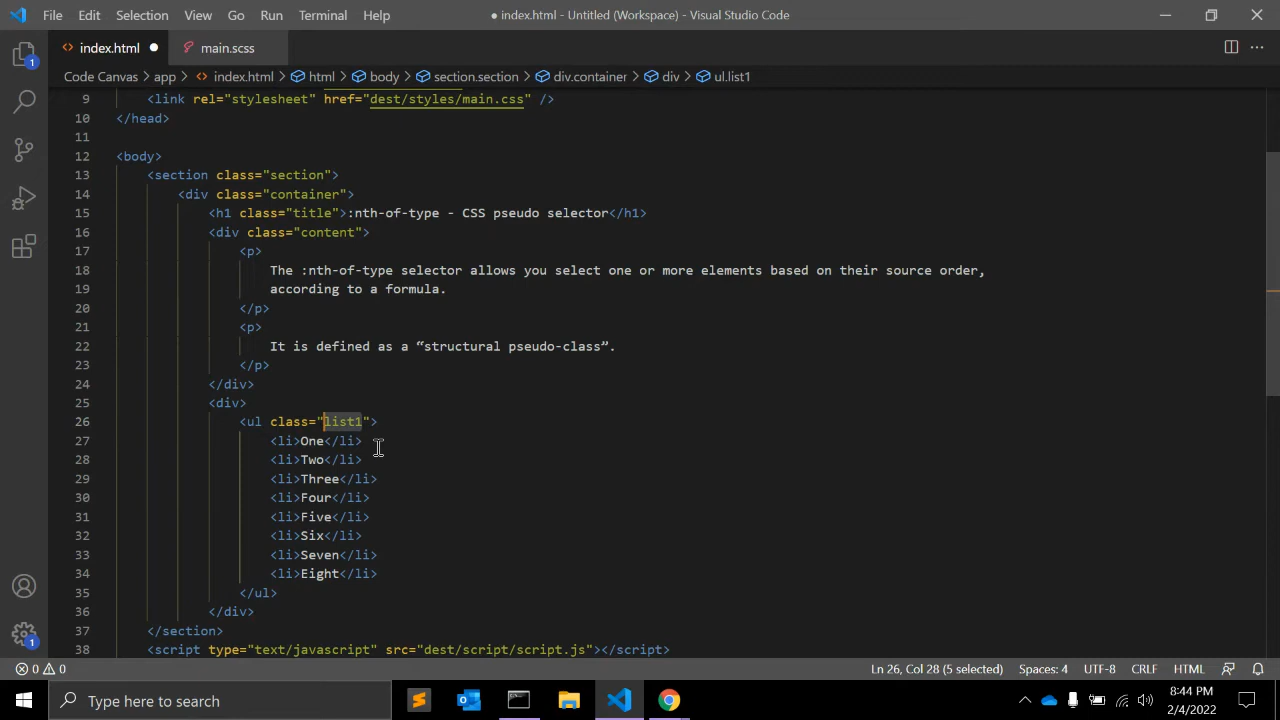 File Edit Selection View Go Run Terminal Help ● index.html - Untitled (Workspace) - Visual Studio Code
index.html ● main.scss
Code Canvas > app > index.html > html > body > section.section > div.container > div > ul.list1
9 <link rel="stylesheet" href="dest/styles/main.css" />
10 </head>
11
12 <body>
13 <section class="section">
14 <div class="container">
15 <h1 class="title">:nth-of-type - CSS pseudo selector</h1>
16 <div class="content">
17 <p>
18 The :nth-of-type selector allows you select one or more elements based on their source order,
19 according to a formula.
20 </p>
21 <p>
22 It is defined as a “structural pseudo-class”.
23 </p>
24 </div>
25 <div>
26 <ul class="list1">
27 <li>One</li>
28 <li>Two</li>
29 <li>Three</li>
30 <li>Four</li>
31 <li>Five</li>
32 <li>Six</li>
33 <li>Seven</li>
34 <li>Eight</li>
35 </ul>
36 </div>
37 </section>
38 <script type="text/javascript" src="dest/script/script.js"></script>
1
1
0 0 Ln 26, Col 28 (5 selected) Spaces: 4 UTF-8 CRLF HTML
Type here to search
8:44 PM
2/4/2022